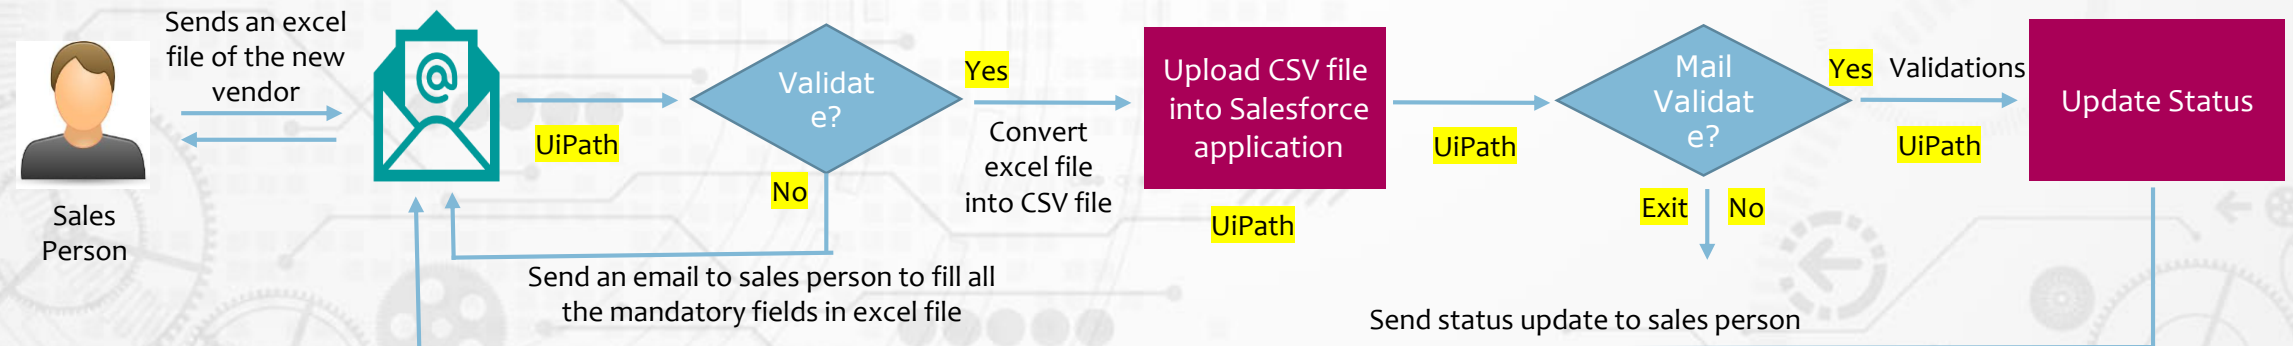 Sends an excel
file of the new
vendor
Sales
Person
@
UiPath
Validat
e?
Yes
No
Convert
excel file
into CSV file
Send an email to sales person to fill all
the mandatory fields in excel file
Upload CSV file
into Salesforce
application
UiPath
UiPath
Mail
Validat
e?
Yes Validations
UiPath
Exit No
Update Status
Send status update to sales person